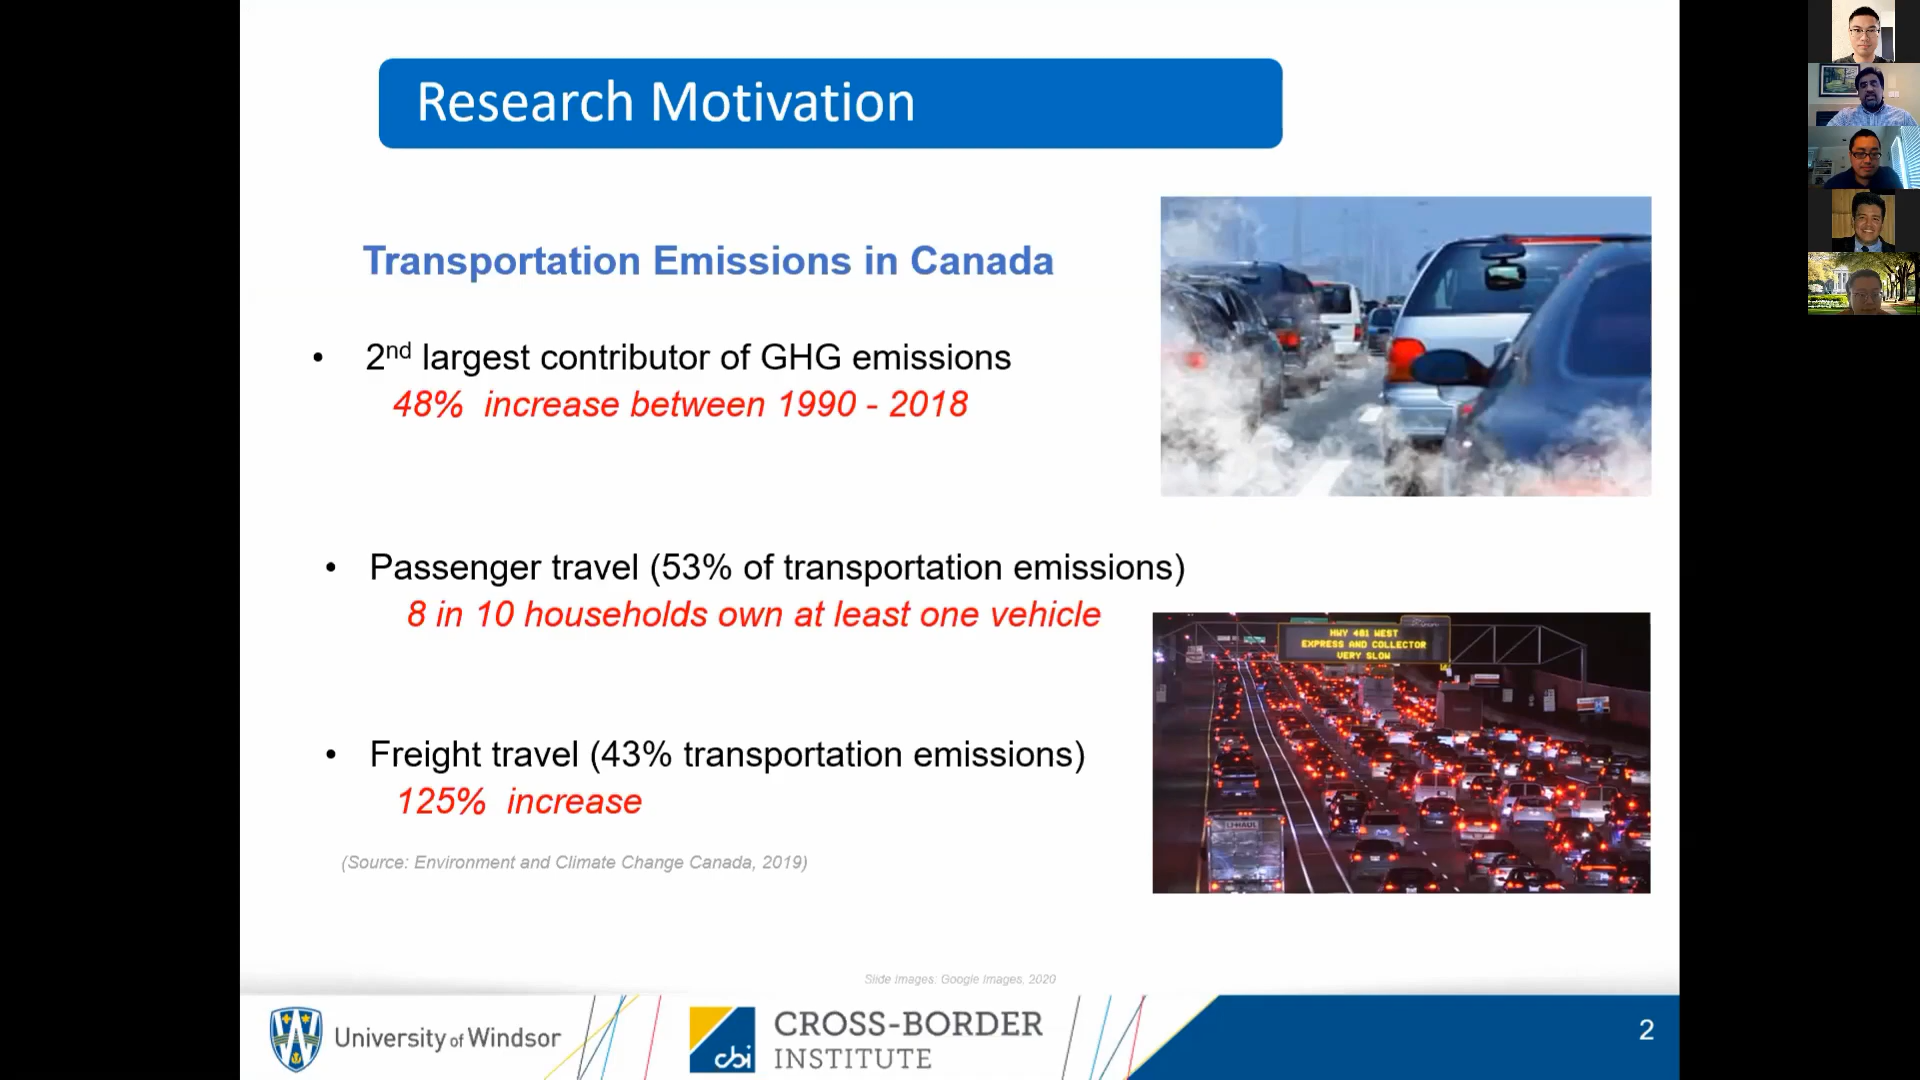 Research Motivation
Transportation Emissions in Canada
• 2nd largest contributor of GHG emissions
48% increase between 1990 - 2018
• Passenger travel (53% of transportation emissions)
8 in 10 households own at least one vehicle
HWY 401 WEST
EXPRESS AND COLLECTOR
VERY SLOW
• Freight travel (43% transportation emissions)
125% increase
U-HAUL
(Source: Environment and Climate Change Canada, 2019)
Slide Images: Google Images, 2020
University of Windsor
cbi
CROSS-BORDER
INSTITUTE
2